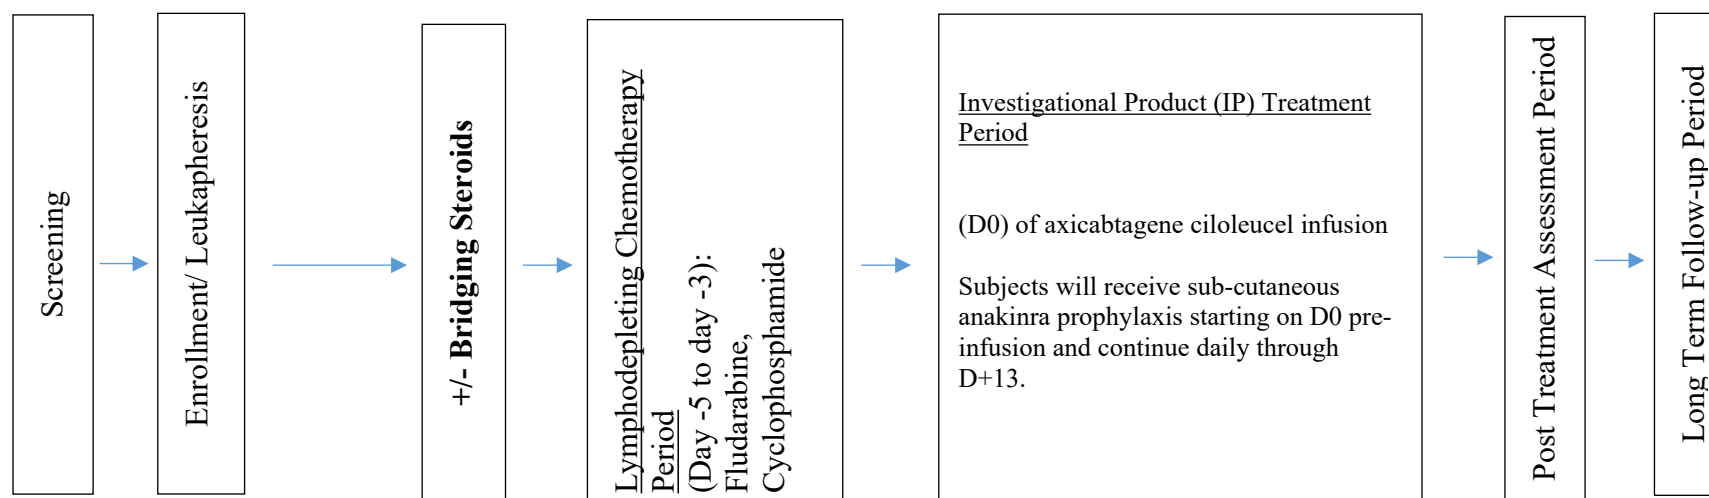 Screening
Enrollment/ Leukapheresis
+/- Bridging Steroids
Lymphodepleting Chemotherapy
Period
(Day -5 to day -3):
Fludarabine,
Cyclophosphamide
Investigational Product (IP) Treatment
Period
(D0) of axicabtagene ciloleucel infusion
Subjects will receive sub-cutaneous
anakinra prophylaxis starting on D0 pre-
infusion and continue daily through
D+13.
Post Treatment Assessment Period
Long Term Follow-up Period